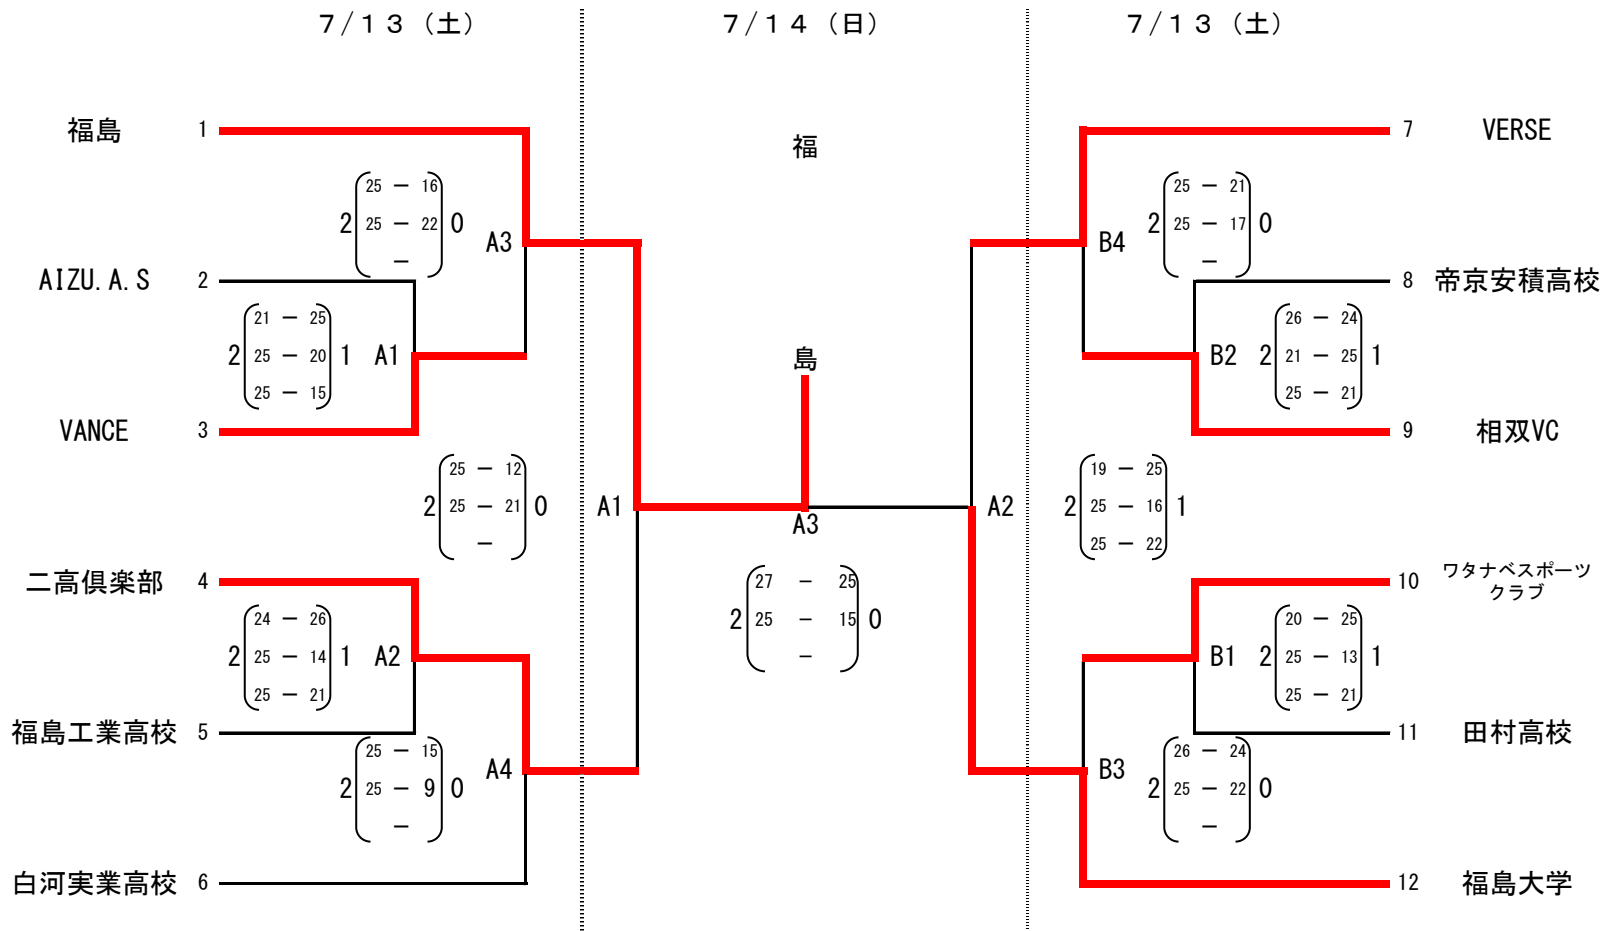 7/13（土）　7/14（日）　7/13（土）
福島 1
7 VERSE
福
25 － 16
2 25 － 22 0
－
A3
25 － 21
2 25 － 17 0
－
B4
AIZU.A.S 2
8 帝京安積高校
21 － 25
2 25 － 20 1
25 － 15
A1
26 － 24
2 21 － 25 1
25 － 21
B2
島
VANCE 3
9 相双VC
25 － 12
2 25 － 21 0
－
A1
A3
A2
19 － 25
2 25 － 16 1
25 － 22
27 － 25
2 25 － 15 0
－
二高倶楽部 4
10 ワタナベスポーツ
クラブ
24 － 26
2 25 － 14 1
25 － 21
A2
20 － 25
2 25 － 13 1
25 － 21
B1
福島工業高校 5
11 田村高校
25 － 15
2 25 － 9 0
－
A4
26 － 24
2 25 － 22 0
－
B3
白河実業高校 6
12 福島大学